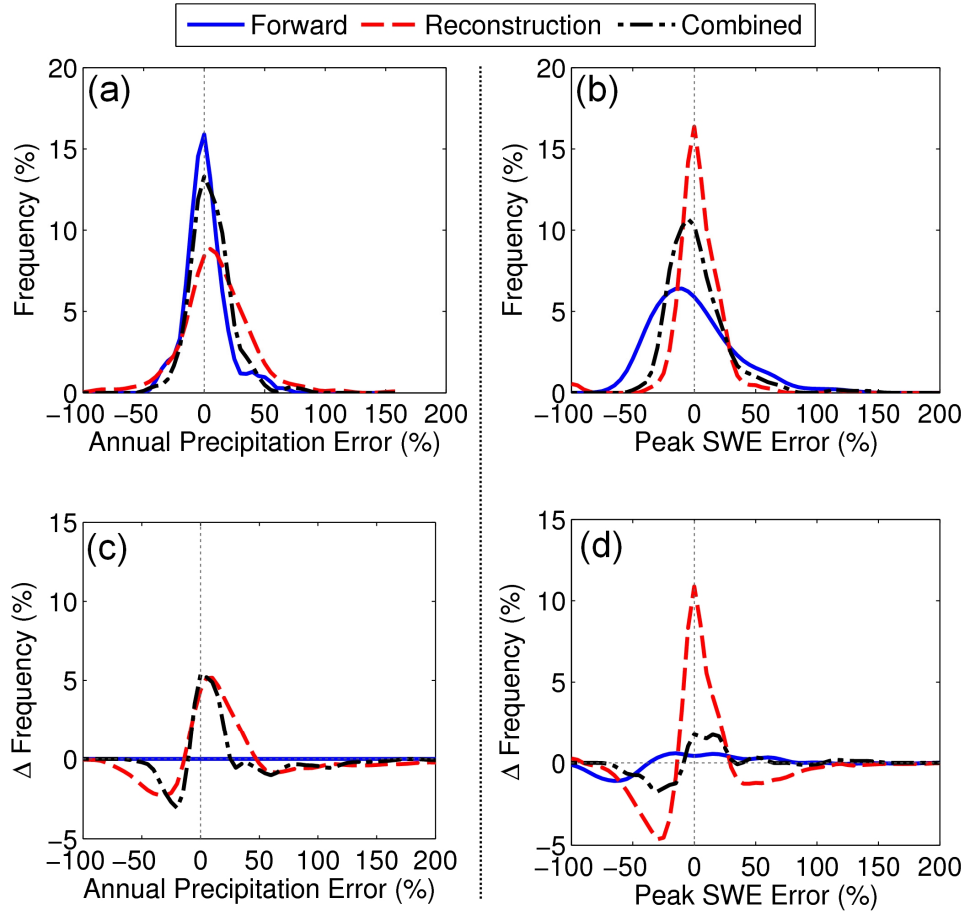 Forward Reconstruction Combined
(a)
20
15
10
5
0
Frequency (%)
−100 −50 0 50 100 150 200
Annual Precipitation Error (%)
(b)
20
15
10
5
0
Frequency (%)
−100 −50 0 50 100 150 200
Peak SWE Error (%)
(c)
15
10
5
0
−5
Δ Frequency (%)
−100 −50 0 50 100 150 200
Annual Precipitation Error (%)
(d)
15
10
5
0
−5
Δ Frequency (%)
−100 −50 0 50 100 150 200
Peak SWE Error (%)